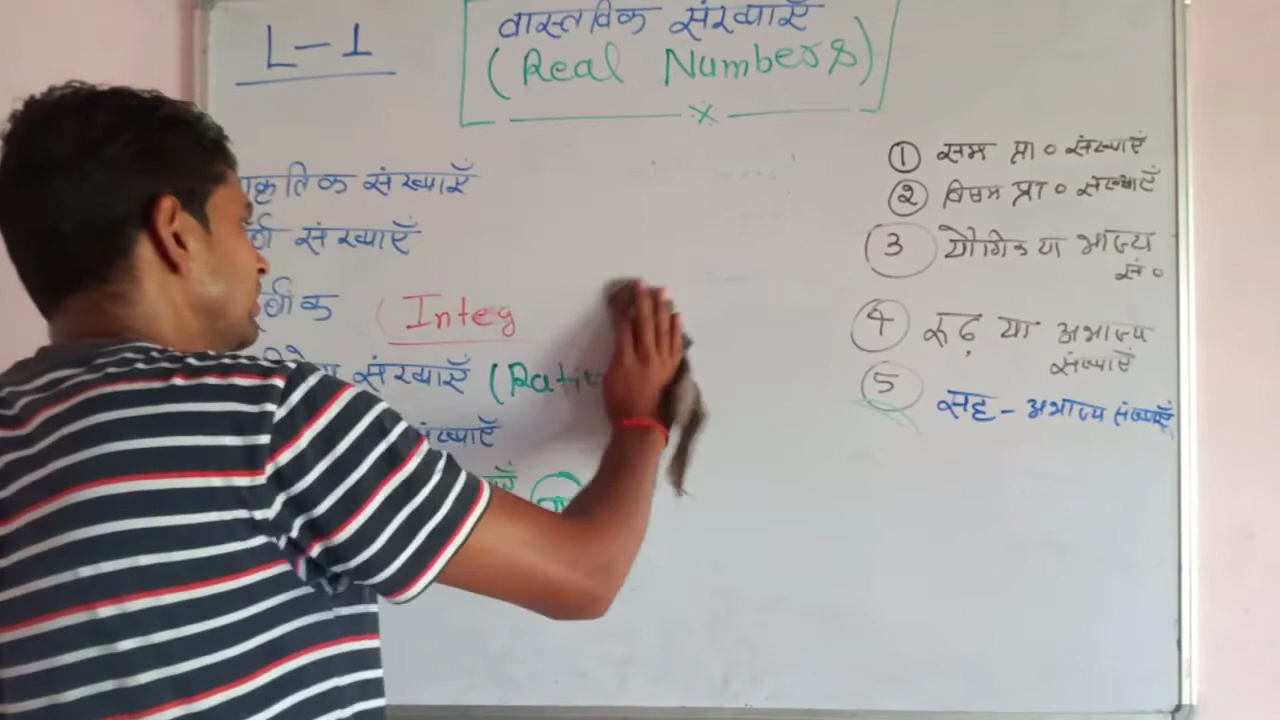 L-1
वास्तविक संख्याएँ
(Real Numbers)
संख्याएँ
संख्याएँ
(Integ
संख्याएँ (Rati
संख्याएँ
① सम प्रा० संख्याएँ
② विषम प्रा० संख्याएँ
③ यौगिक या भाज्य
सं०
④ रूढ़ या अभाज्य
संख्याएँ
⑤ सह - अभाज्य संख्याएँ